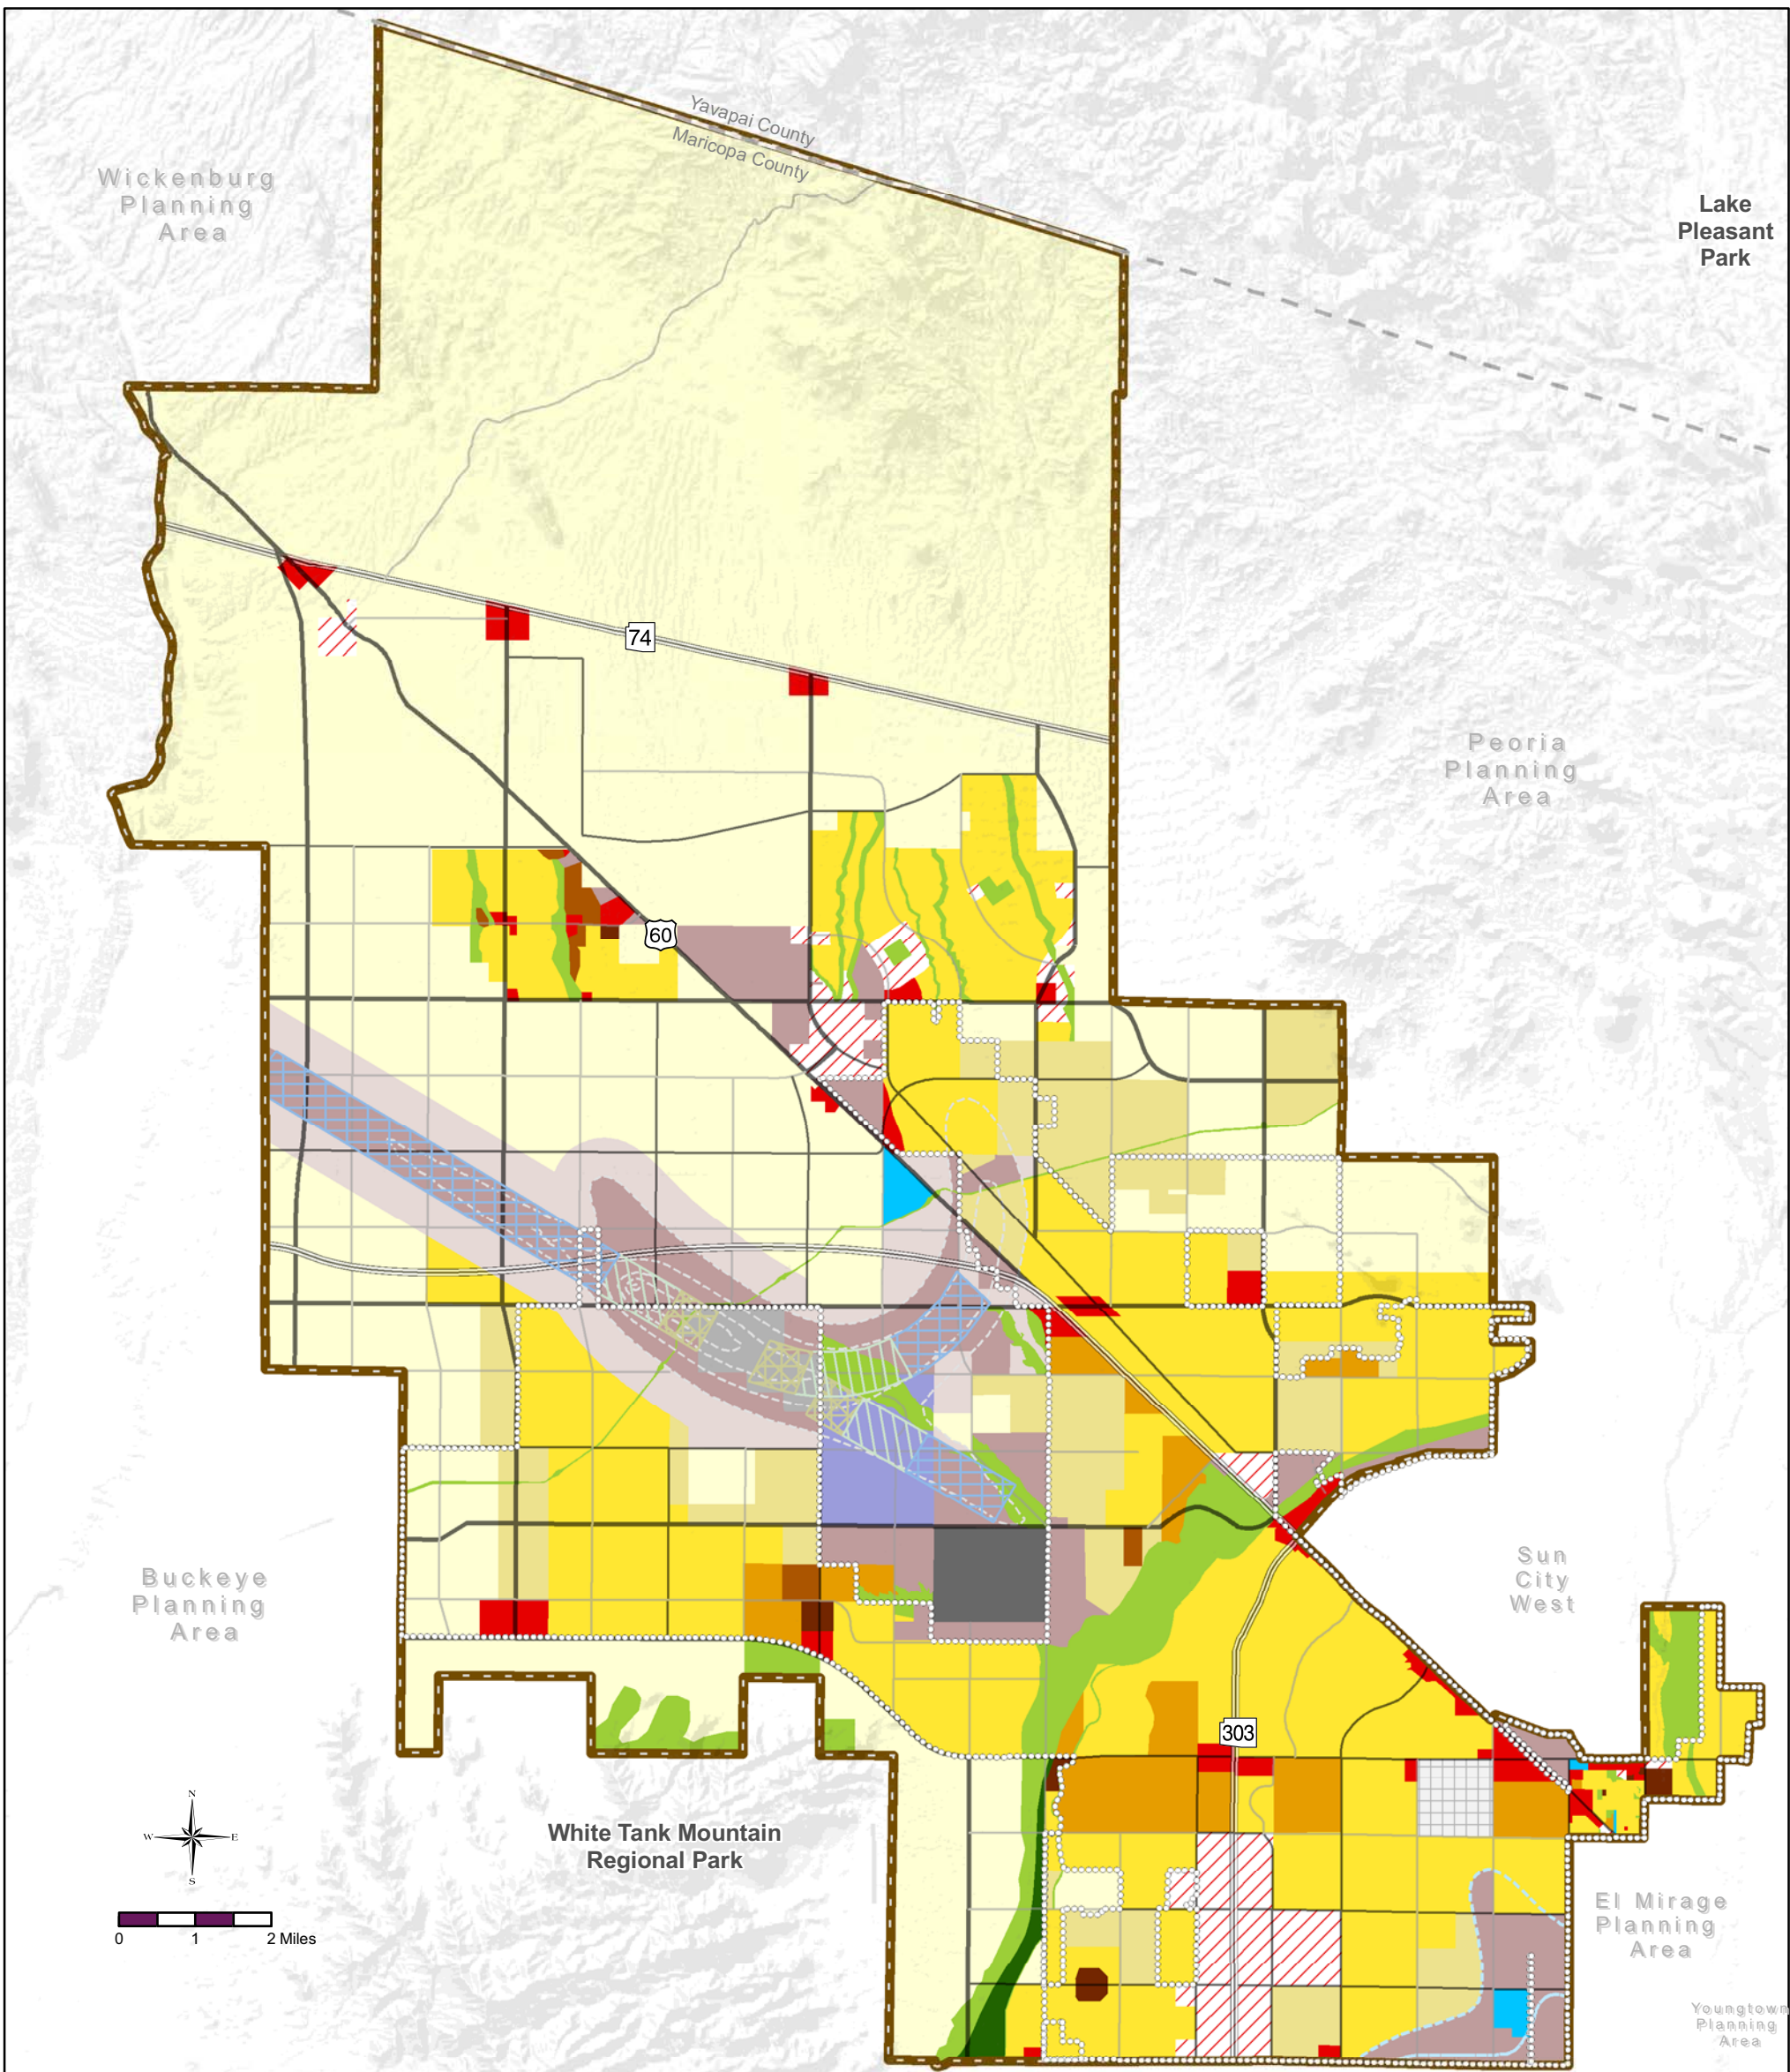 Yavapai County
Maricopa County
Wickenburg
Planning
Area
Lake
Pleasant
Park
74
Peoria
Planning
Area
60
Buckeye
Planning
Area
Sun
City
West
303
N
W
E
S
White Tank Mountain
Regional Park
0 1 2 Miles
El Mirage
Planning
Area
Youngtown
Planning
Area